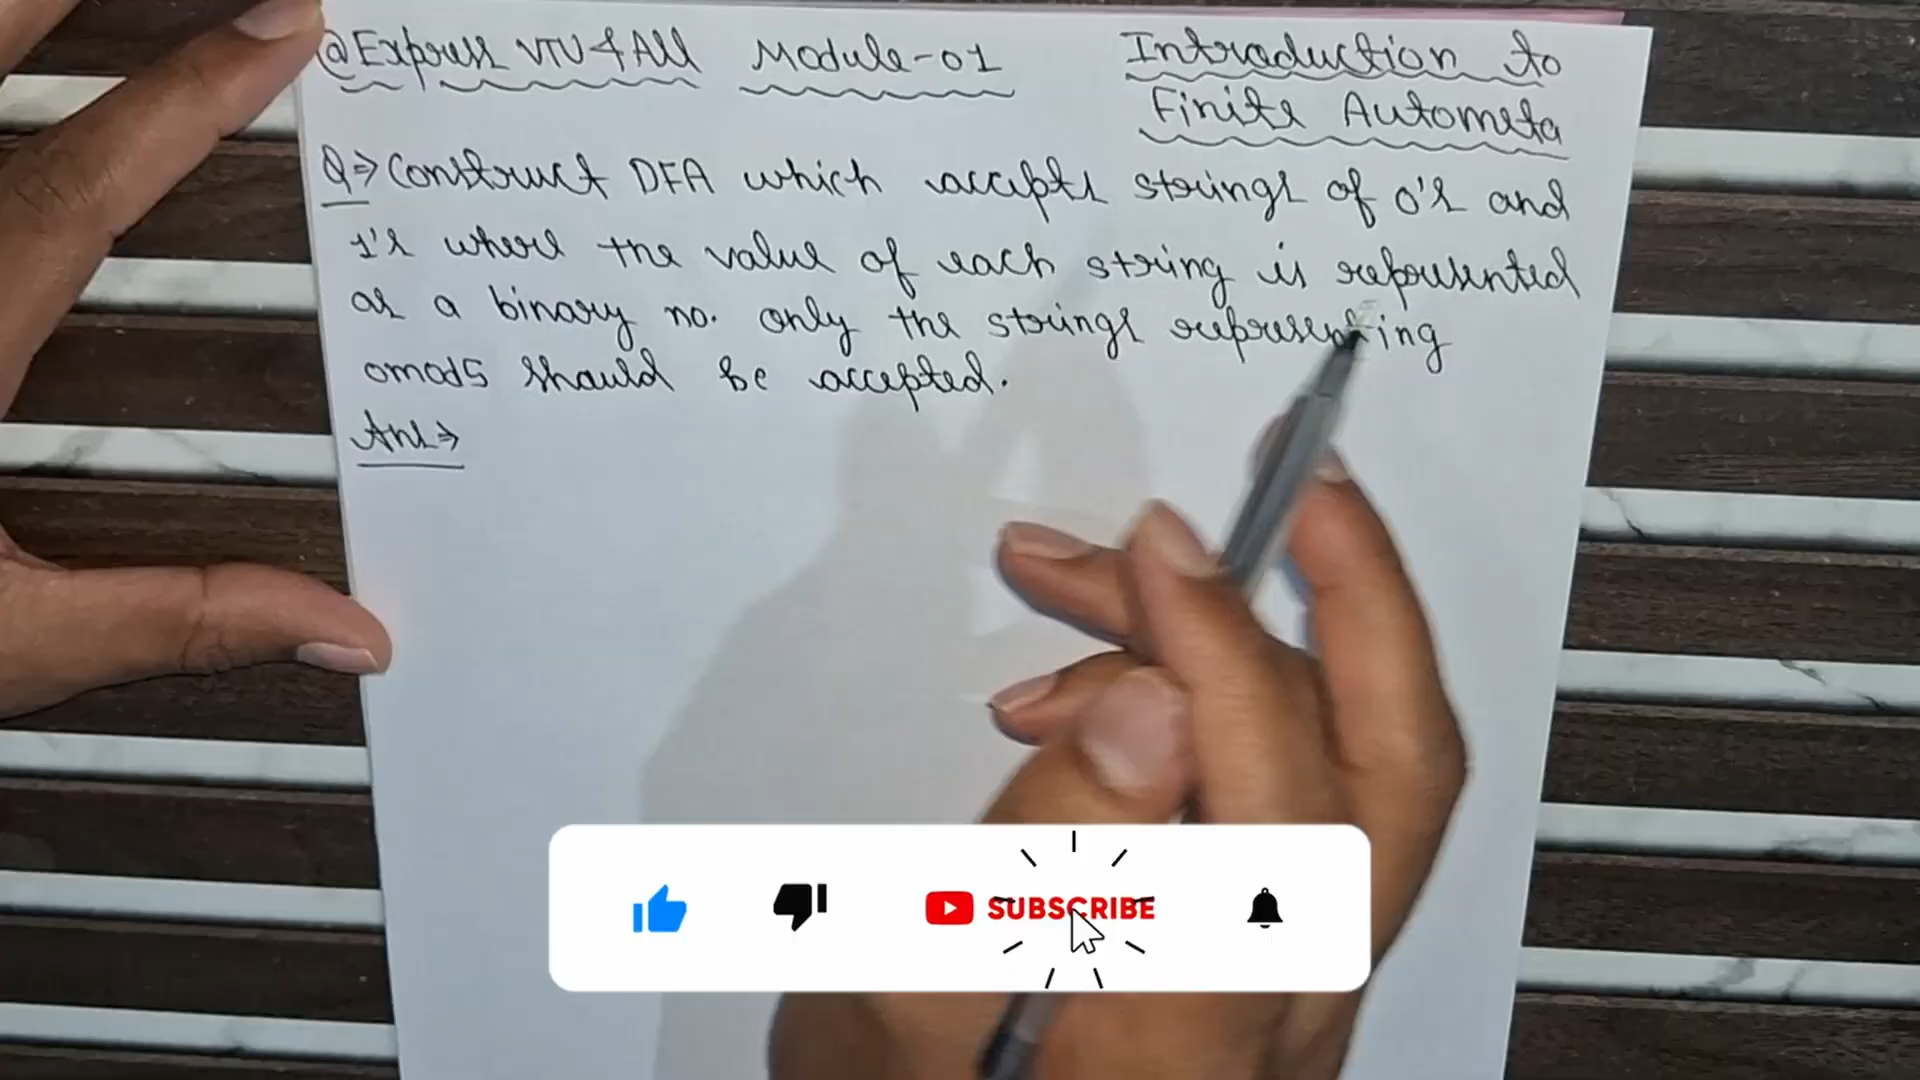 @Express VTU 4 All Module-01 Introduction to
Finite Autometa
Q⇒ Construct DFA which accepts strings of 0's and
1's where the value of each string is represented
as a binary no. only the strings representing
0mod5 should be accepted.
Ans⇒
SUBSCRIBE